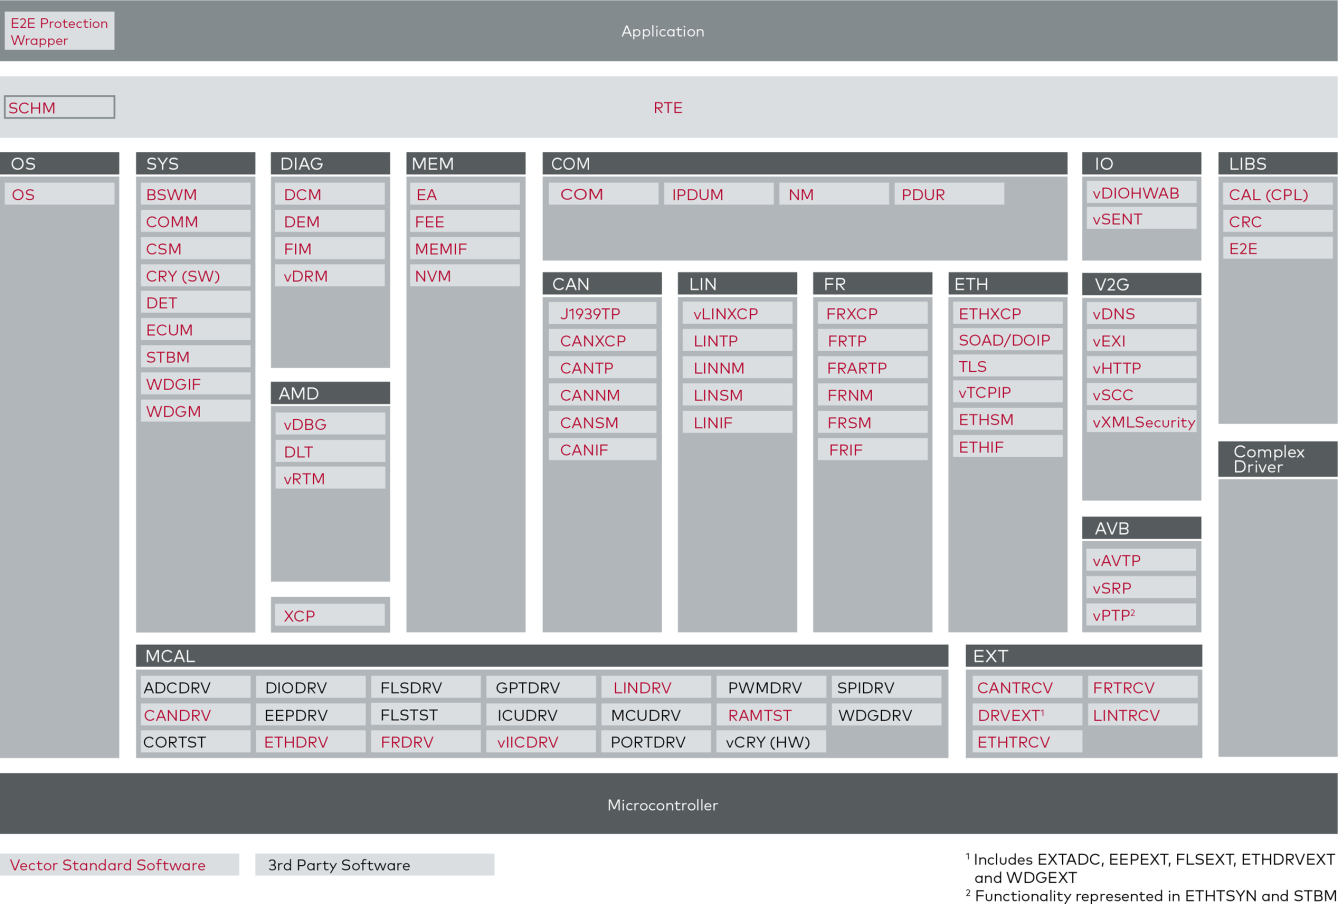 E2E Protection
Wrapper
Application
SCHM
RTE
OS
OS
SYS
BSWM
COMM
CSM
CRY (SW)
DET
ECUM
STBM
WDGIF
WDGM
DIAG
DCM
DEM
FIM
vDRM
AMD
vDBG
DLT
vRTM
XCP
MEM
EA
FEE
MEMIF
NVM
COM
COM
IPDUM
NM
PDUR
CAN
J1939TP
CANXCP
CANTP
CANNM
CANSM
CANIF
LIN
vLINXCP
LINTP
LINNM
LINSM
LINIF
FR
FRXCP
FRTP
FRARTP
FRNM
FRSM
FRIF
ETH
ETHXCP
SOAD/DOIP
TLS
vTCPIP
ETHSM
ETHIF
IO
vDIOHWAB
vSENT
V2G
vDNS
vEXI
vHTTP
vSCC
vXMLSecurity
AVB
vAVTP
vSRP
vPTP²
LIBS
CAL (CPL)
CRC
E2E
Complex
Driver
MCAL
ADCDRV DIODRV FLSDRV GPTDRV LINDRV PWMDRV SPIDRV
CANDRV EEPDRV FLSTST ICUDRV MCUDRV RAMTST WDGDRV
CORTST ETHDRV FRDRV vIICDRV PORTDRV vCRY (HW)
EXT
CANTRCV FRTRCV
DRVEXT¹ LINTRCV
ETHTRCV
Microcontroller
Vector Standard Software
3rd Party Software
¹ Includes EXTADC, EEPEXT, FLSEXT, ETHDRVEXT
and WDGEXT
² Functionality represented in ETHTSYN and STBM